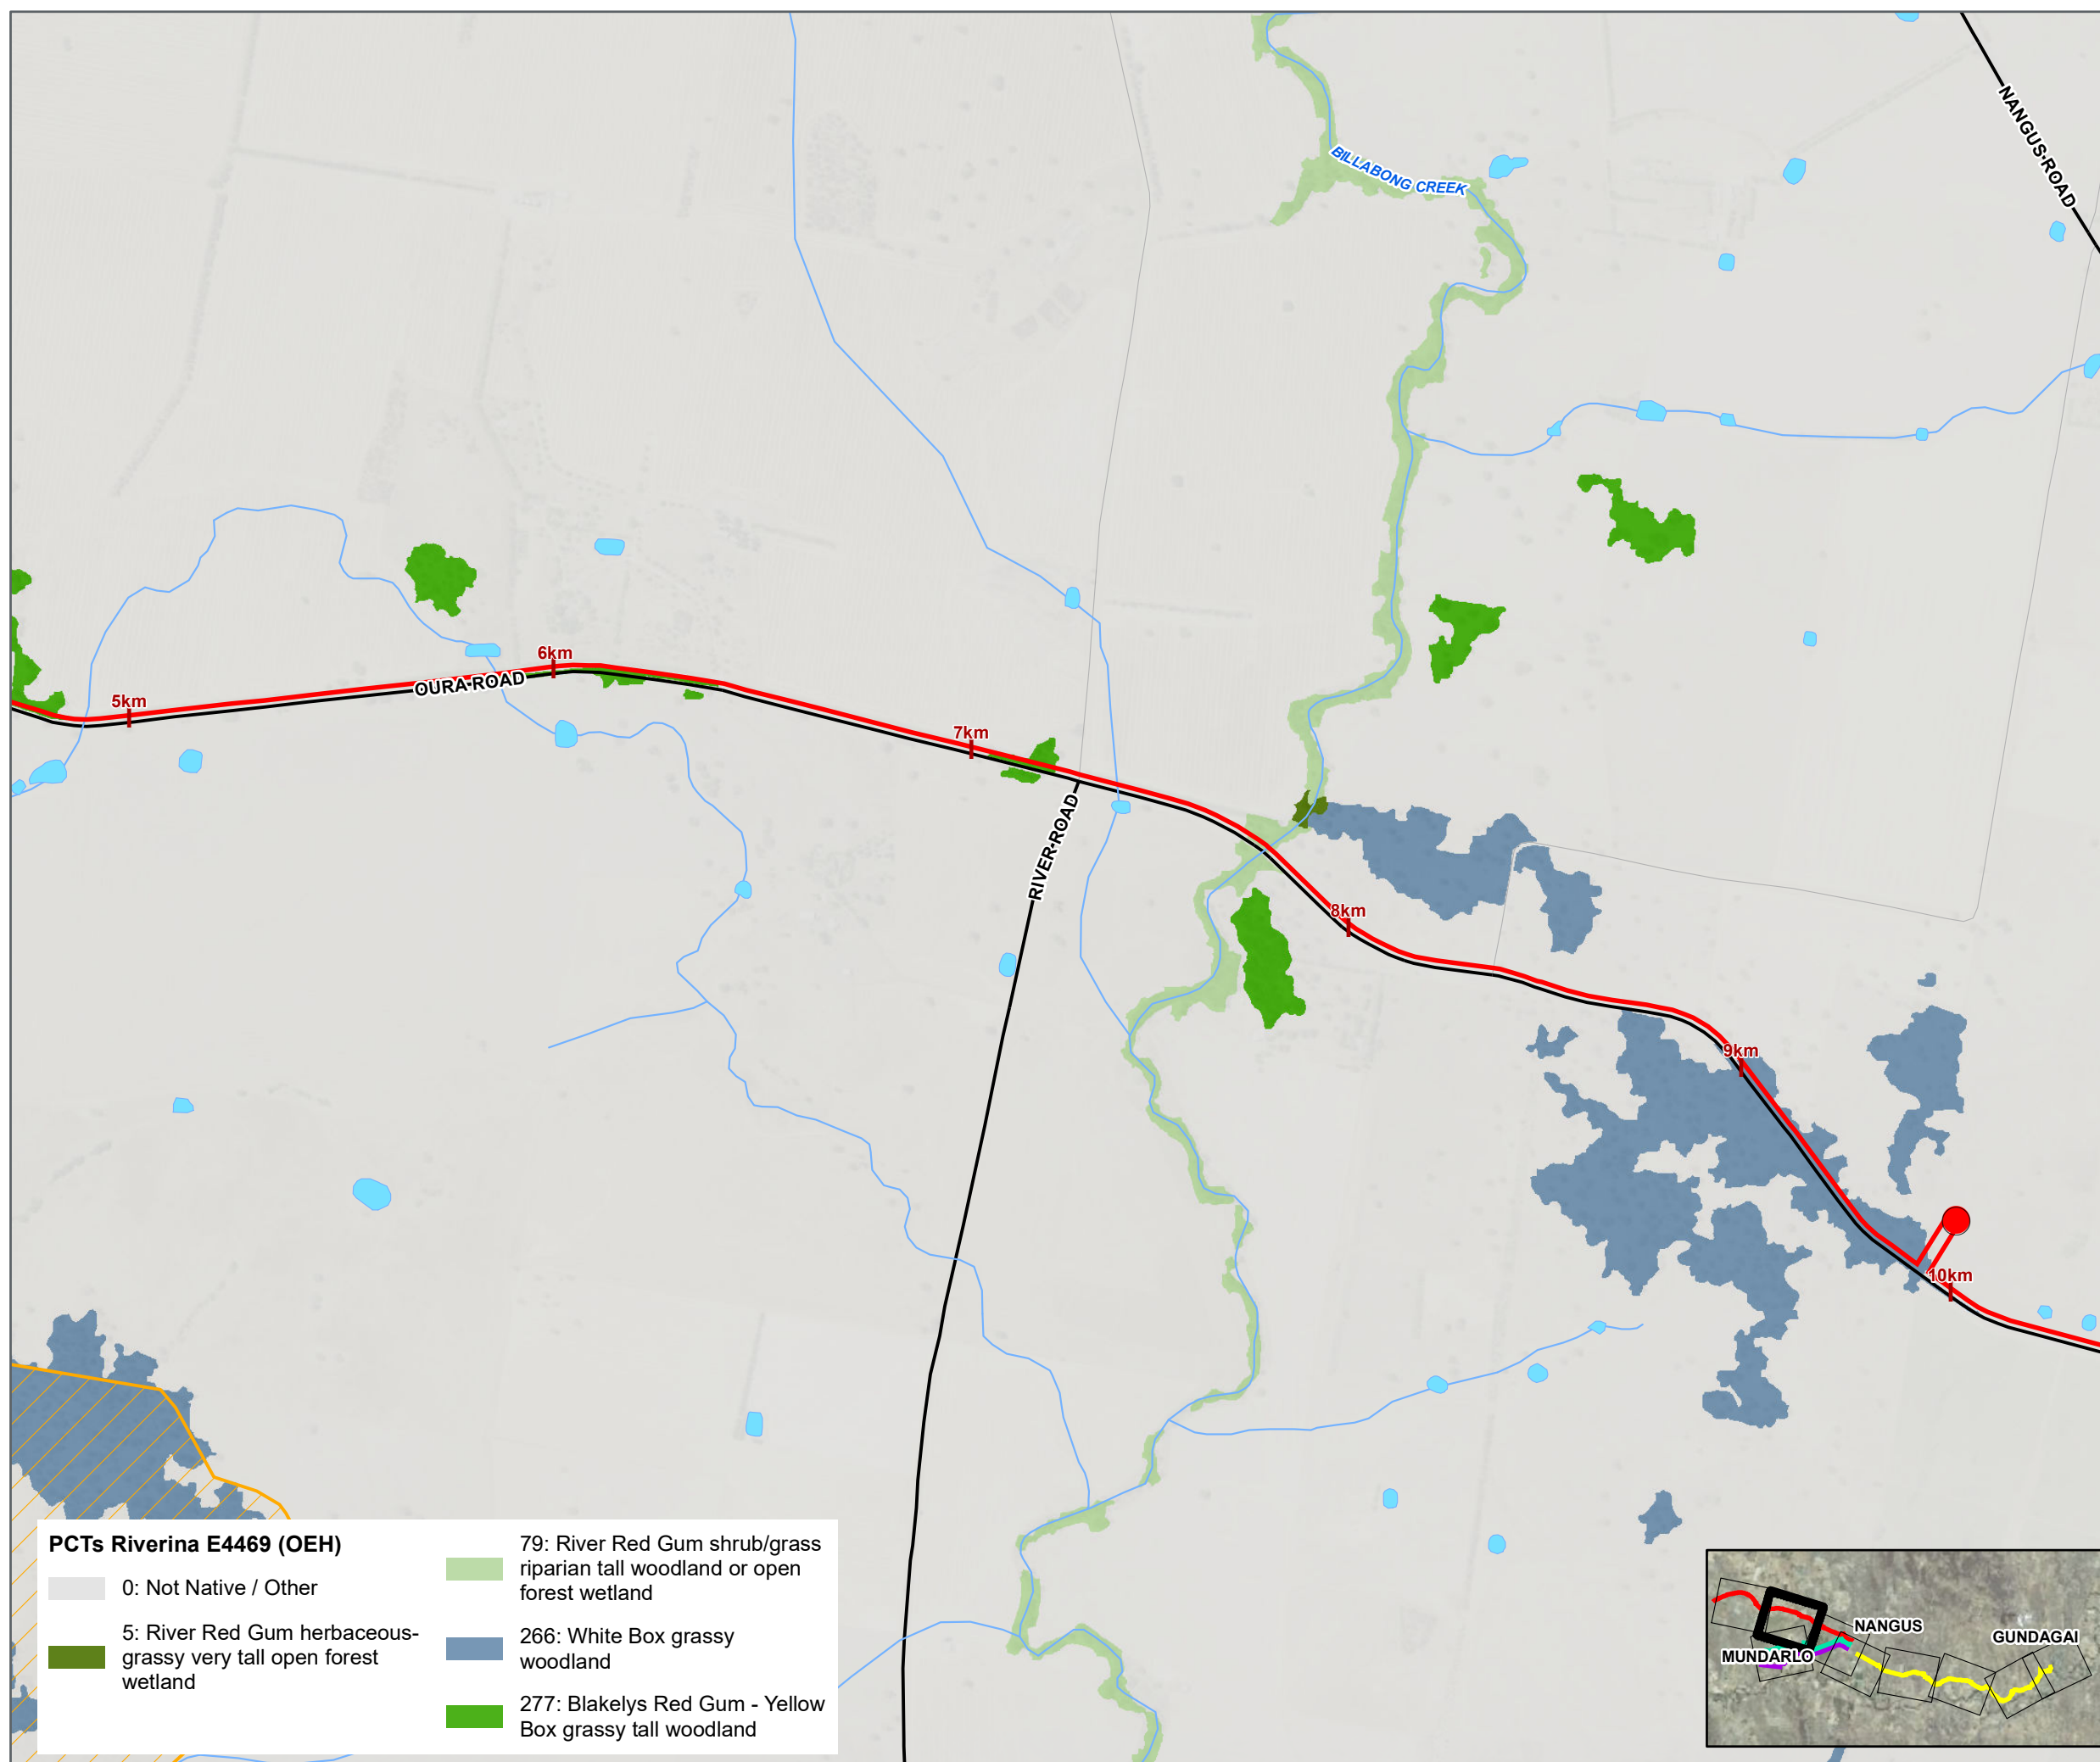 NANGUS ROAD
BILLABONG CREEK
6km
OURA ROAD
5km
7km
RIVER ROAD
8km
9km
10km
PCTs Riverina E4469 (OEH)
0: Not Native / Other
5: River Red Gum herbaceous-
grassy very tall open forest
wetland
79: River Red Gum shrub/grass
riparian tall woodland or open
forest wetland
266: White Box grassy
woodland
277: Blakelys Red Gum - Yellow
Box grassy tall woodland
NANGUS
GUNDAGAI
MUNDARLO